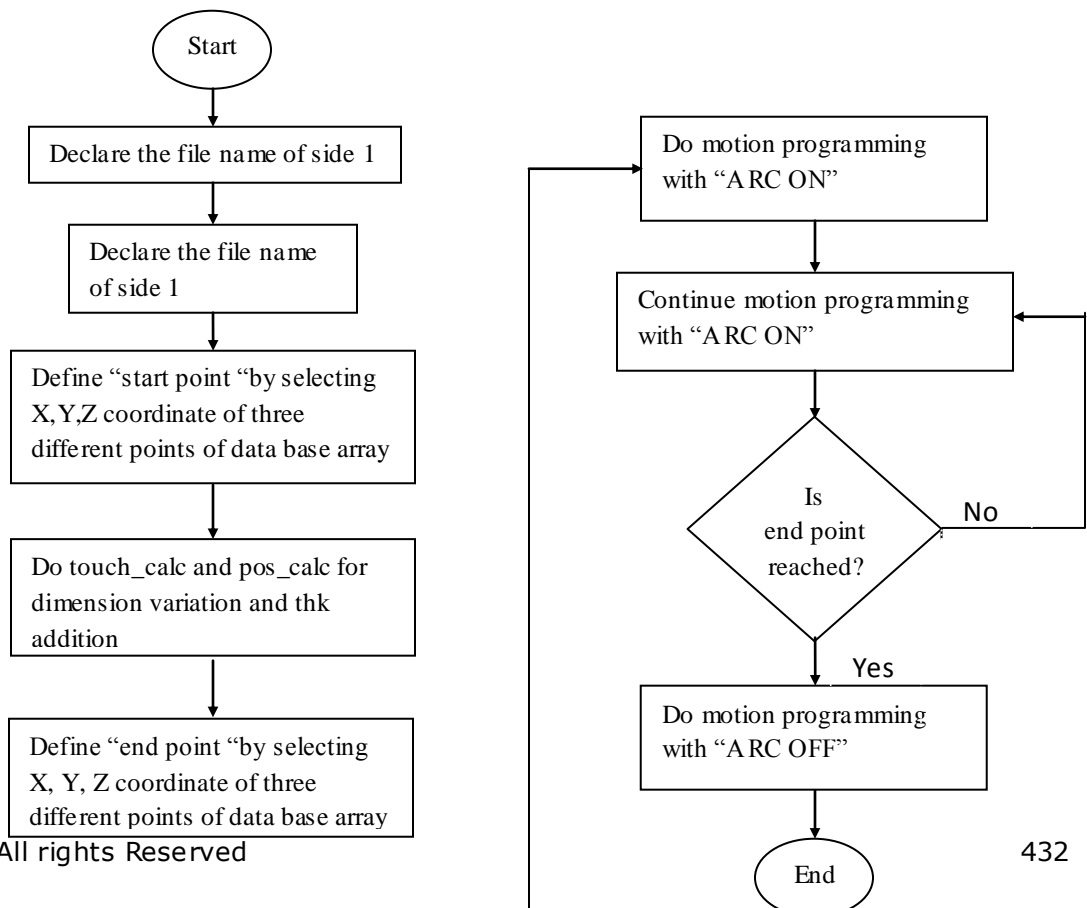 Start
Declare the file name of side 1
Declare the file name
of side 1
Define “start point “by selecting
X,Y,Z coordinate of three
different points of data base array
Do touch_calc and pos_calc for
dimension variation and thk
addition
Define “end point “by selecting
X, Y, Z coordinate of three
different points of data base array
Do motion programming
with “ARC ON”
Continue motion programming
with “ARC ON”
Is
end point
reached?
No
Yes
Do motion programming
with “ARC OFF”
End
All rights Reserved
432